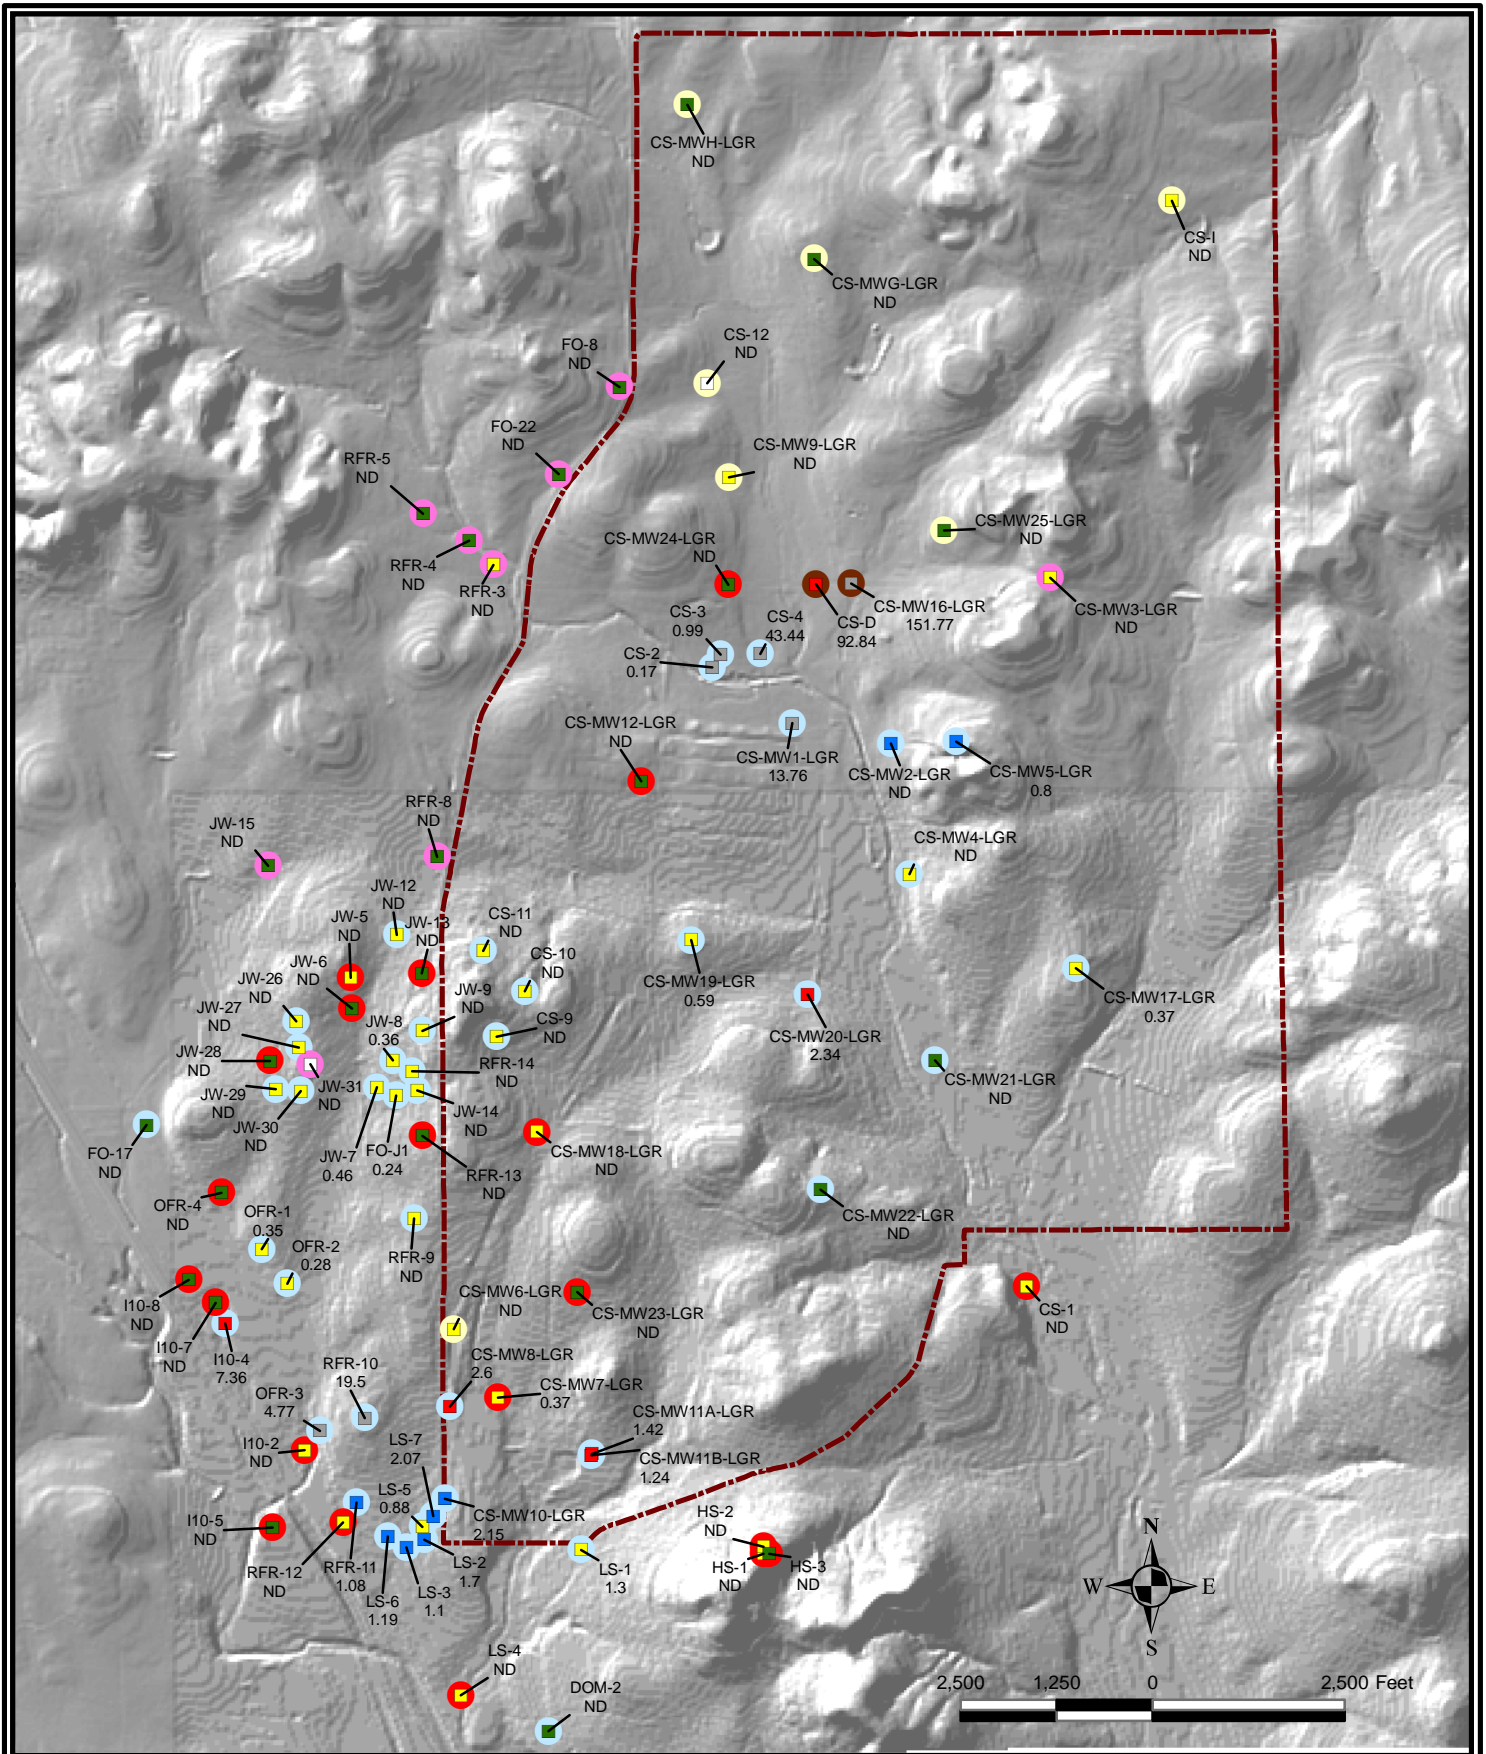 CS-MWH-LGR
ND
CS-I
ND
CS-MWG-LGR
ND
CS-12
ND
FO-8
ND
FO-22
ND
CS-MW9-LGR
ND
RFR-5
ND
CS-MW25-LGR
ND
CS-MW24-LGR
ND
RFR-4
ND
RFR-3
ND
CS-MW16-LGR
151.77
CS-MW3-LGR
ND
CS-D
92.84
CS-3
0.99
CS-4
43.44
CS-2
0.17
CS-MW12-LGR
ND
CS-MW1-LGR
13.76
CS-MW2-LGR
ND
CS-MW5-LGR
0.8
RFR-8
ND
JW-15
ND
CS-MW4-LGR
ND
JW-12
ND
JW-5
ND
JW-13
ND
CS-11
ND
CS-10
ND
JW-6
ND
JW-26
ND
CS-MW19-LGR
0.59
CS-MW17-LGR
0.37
JW-27
ND
JW-9
ND
CS-9
ND
JW-8
0.36
CS-MW20-LGR
2.34
JW-28
ND
RFR-14
ND
CS-MW21-LGR
ND
JW-29
ND
JW-31
ND
JW-14
ND
JW-30
ND
FO-17
ND
JW-7
0.46
FO-J1
0.24
CS-MW18-LGR
ND
RFR-13
ND
OFR-4
ND
OFR-1
0.35
CS-MW22-LGR
ND
OFR-2
0.28
RFR-9
ND
CS-MW6-LGR
ND
CS-MW23-LGR
ND
I10-8
ND
CS-1
ND
I10-7
ND
I10-4
7.36
CS-MW8-LGR
2.6
RFR-10
19.5
CS-MW7-LGR
0.37
OFR-3
4.77
CS-MW11A-LGR
1.42
I10-2
ND
LS-7
2.07
CS-MW11B-LGR
1.24
LS-5
0.88
CS-MW10-LGR
2.15
HS-2
ND
I10-5
ND
RFR-12
ND
RFR-11
1.08
LS-2
1.7
LS-1
1.3
HS-1
ND
HS-3
ND
LS-6
1.19
LS-3
1.1
N
W
E
S
LS-4
ND
DOM-2
ND
2,500 1,250 0 2,500 Feet